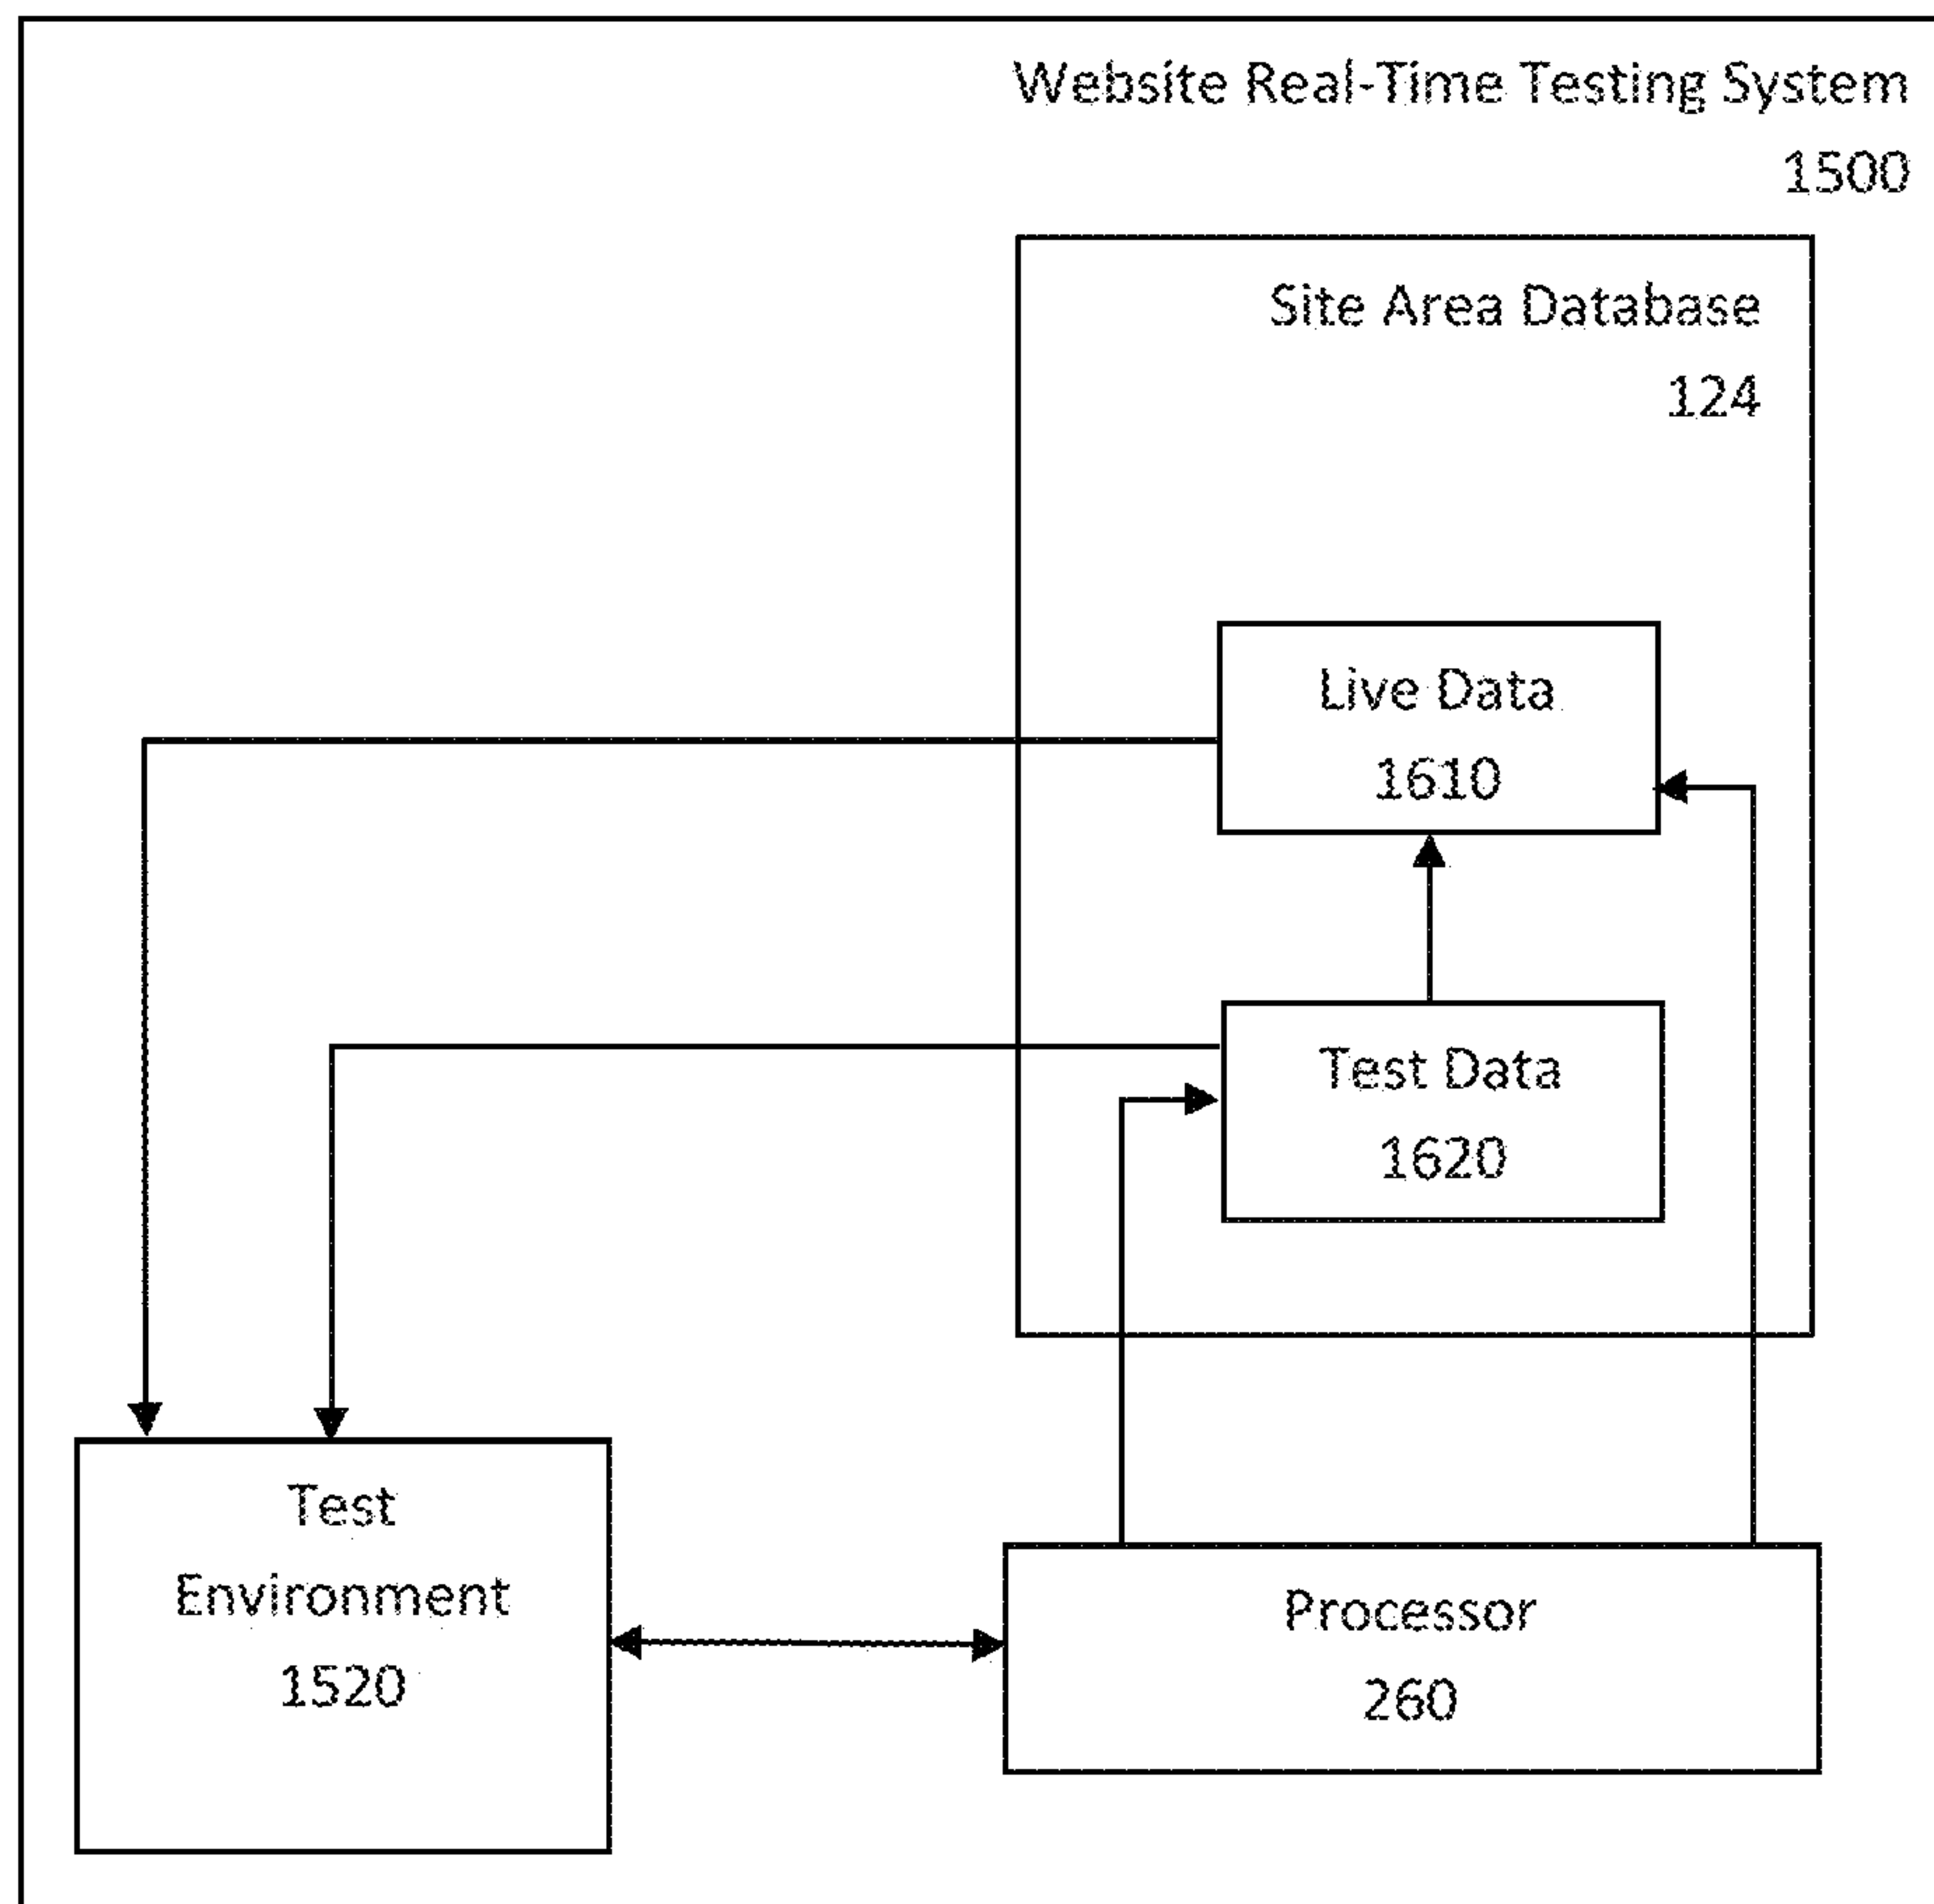 Website Real-Time Testing System
1500
Site Area Database
124
Live Data
1610
Test Data
1620
Test
Environment
1520
Processor
260